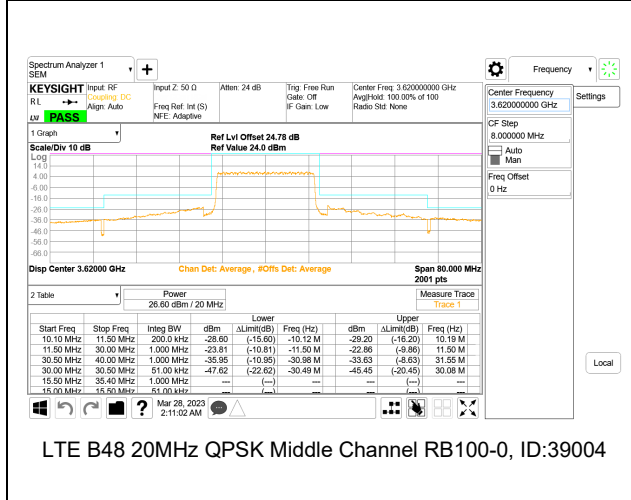 Spectrum Analyzer 1
SEM
Frequency
KEYSIGHT Input: RF Input Z: 50 Ω Atten: 24 dB Trig: Free Run Center Freq: 3.620000000 GHz
RL Coupling: DC Gate: Off Avg|Hold: 100.00% of 100
Align: Auto Freq Ref: Int (S) IF Gain: Low Radio Std: None
LXI PASS NFE: Adaptive
Center Frequency
3.620000000 GHz
Settings
CF Step
8.000000 MHz
Auto
Man
Freq Offset
0 Hz
Local
1 Graph
Ref Lvl Offset 24.78 dB
Scale/Div 10 dB Ref Value 24.0 dBm
Log
14.0
4.00
-6.00
-16.0
-26.0
-36.0
-46.0
-56.0
-66.0
Disp Center 3.62000 GHz Chan Det: Average, #Offs Det: Average Span 80.000 MHz
2001 pts
2 Table Power Measure Trace
26.60 dBm / 20 MHz Trace 1
Lower Upper
Start Freq Stop Freq Integ BW dBm ΔLimit(dB) Freq (Hz) dBm ΔLimit(dB) Freq (Hz)
10.10 MHz 11.50 MHz 200.0 kHz -28.60 (-15.60) -10.12 M -29.20 (-16.20) 10.19 M
11.50 MHz 30.00 MHz 1.000 MHz -23.81 (-10.81) -11.50 M -22.86 (-9.86) 11.50 M
30.50 MHz 40.00 MHz 1.000 MHz -35.95 (-10.95) -30.98 M -33.63 (-8.63) 31.55 M
30.00 MHz 30.50 MHz 51.00 kHz -47.62 (-22.62) -30.49 M -45.45 (-20.45) 30.08 M
15.50 MHz 35.40 MHz 1.000 MHz --- (---) --- --- (---) ---
15.00 MHz 15.50 MHz 51.00 kHz --- (---) --- --- (---) ---
Mar 28, 2023
2:11:02 AM
LTE B48 20MHz QPSK Middle Channel RB100-0, ID:39004